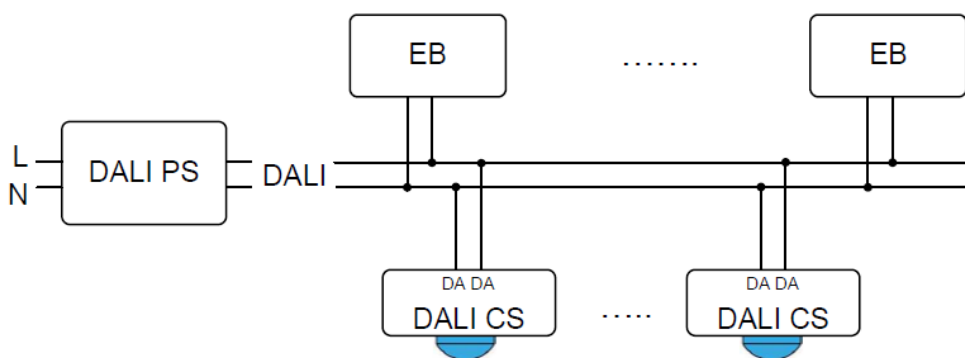 EB
.......
EB
L
N
DALI PS
DALI
DA DA
DALI CS
.....
DA DA
DALI CS